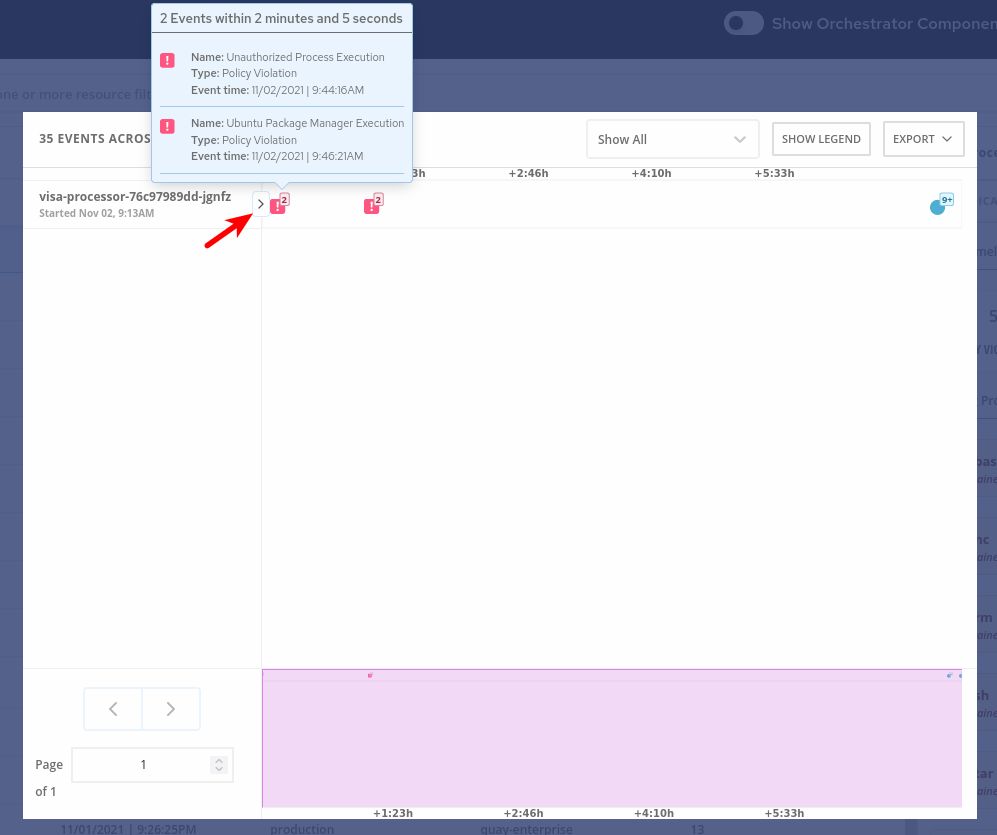 2 Events within 2 minutes and 5 seconds
Name: Unauthorized Process Execution
Type: Policy Violation
Event time: 11/02/2021 | 9:44:16AM
Name: Ubuntu Package Manager Execution
Type: Policy Violation
Event time: 11/02/2021 | 9:46:21AM
Show Orchestrator Componen
one or more resource filt
35 EVENTS ACROS
Show All
SHOW LEGEND
EXPORT
3h +2:46h +4:10h +5:33h
visa-processor-76c97989dd-jgnfz
Started Nov 02, 9:13AM
2 2 9+
Page 1
of 1
+1:23h +2:46h +4:10h +5:33h
11/01/2021 | 9:26:25PM production quay-enterprise 13